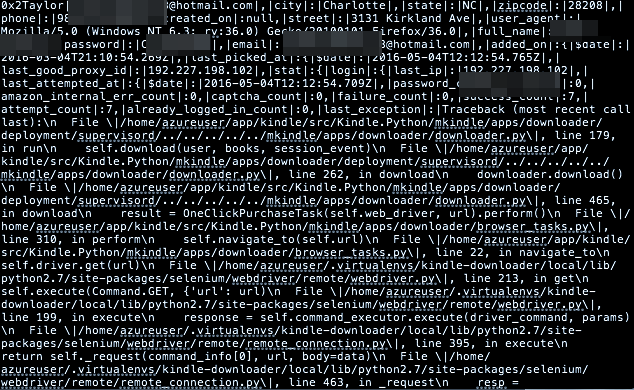 0x2Taylor @hotmail.com|,|city|:|Charlotte|,|state|:|NC|,|zipcode|:|28208|,|
phone|:|98 created_on|:null,|street|:|3131 Kirkland Ave|,|user_agent|:|
Mozilla/5.0 (Windows NT 6.3; rv:36.0) Gecko/20100101 Firefox/36.0|,|full_name|:|
password|:|C |,|email|: @hotmail.com|,|added_on|:{|$date|:|
2016-03-04T21:10:54.269Z|},|last_picked_at|:{|$date|:|2016-05-04T12:12:54.765Z|},|
last_good_proxy_id|:|192.227.198.102|,|stat|:{|login|:{|last_ip|:|192.227.198.102|,|
last_attempted_at|:{|$date|:|2016-05-04T12:12:54.709Z|},|password_ :0,|
amazon_internal_err_count|:0,|captcha_count|:0,|failure_count|:0,| :7,|
attempt_count|:7,|already_logged_in_count|:0,|last_exception|:|Traceback (most recent call
last):\n File \|/home/azureuser/app/kindle/src/Kindle.Python/mkindle/apps/downloader/
deployment/supervisord/../../../../mkindle/apps/downloader/downloader.py\|, line 179,
in run\n self.download(user, books, session_event)\n File \|/home/azureuser/app/
kindle/src/Kindle.Python/mkindle/apps/downloader/deployment/supervisord/../../../../
mkindle/apps/downloader/downloader.py\|, line 262, in download\n downloader.download()
\n File \|/home/azureuser/app/kindle/src/Kindle.Python/mkindle/apps/downloader/
deployment/supervisord/../../../../mkindle/apps/downloader/downloader.py\|, line 465,
in download\n result = OneClickPurchaseTask(self.web_driver, url).perform()\n File \|/
home/azureuser/app/kindle/src/Kindle.Python/mkindle/apps/downloader/browser_tasks.py\|,
line 310, in perform\n self.navigate_to(self.url)\n File \|/home/azureuser/app/kindle/
src/Kindle.Python/mkindle/apps/downloader/browser_tasks.py\|, line 22, in navigate_to\n
self.driver.get(url)\n File \|/home/azureuser/.virtualenvs/kindle-downloader/local/lib/
python2.7/site-packages/selenium/webdriver/remote/webdriver.py\|, line 213, in get\n
self.execute(Command.GET, {'url': url})\n File \|/home/azureuser/.virtualenvs/kindle-
downloader/local/lib/python2.7/site-packages/selenium/webdriver/remote/webdriver.py\|,
line 199, in execute\n response = self.command_executor.execute(driver_command, params)
\n File \|/home/azureuser/.virtualenvs/kindle-downloader/local/lib/python2.7/site-
packages/selenium/webdriver/remote/remote_connection.py\|, line 395, in execute\n
return self._request(command_info[0], url, body=data)\n File \|/home/
azureuser/.virtualenvs/kindle-downloader/local/lib/python2.7/site-packages/selenium/
webdriver/remote/remote_connection.py\|, line 463, in _request\n resp